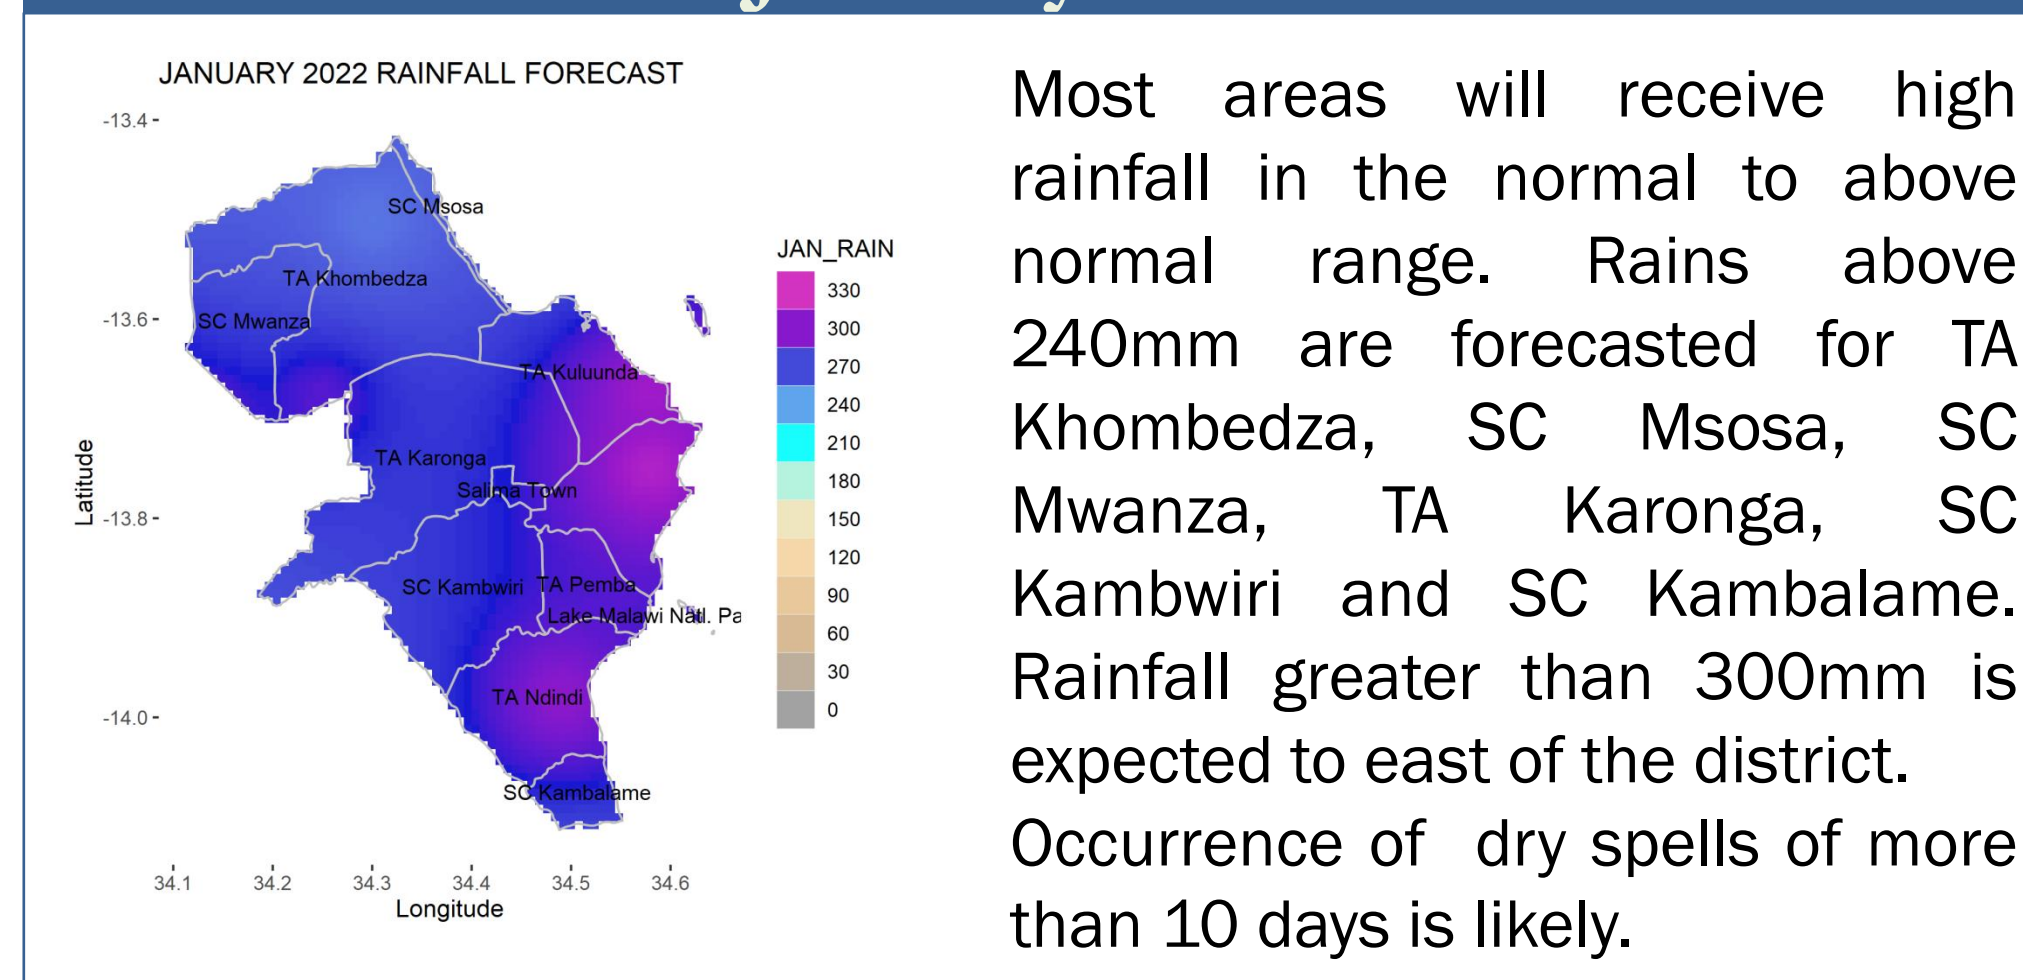 JANUARY 2022 RAINFALL FORECAST
-13.4
-13.6
-13.8
-14.0
Latitude
34.1 34.2 34.3 34.4 34.5 34.6
Longitude
SC Msosa
TA Khombedza
SC Mwanza
TA Kuluunda
TA Karonga
Salima Town
SC Kambwiri
TA Pemba
Lake Malawi Natl. Pa
TA Ndindi
SC Kambalame
JAN_RAIN
330
300
270
240
210
180
150
120
90
60
30
0
Most areas will receive high
rainfall in the normal to above
normal range. Rains above
240mm are forecasted for TA
Khombedza, SC Msosa, SC
Mwanza, TA Karonga, SC
Kambwiri and SC Kambalame.
Rainfall greater than 300mm is
expected to east of the district.
Occurrence of dry spells of more
than 10 days is likely.